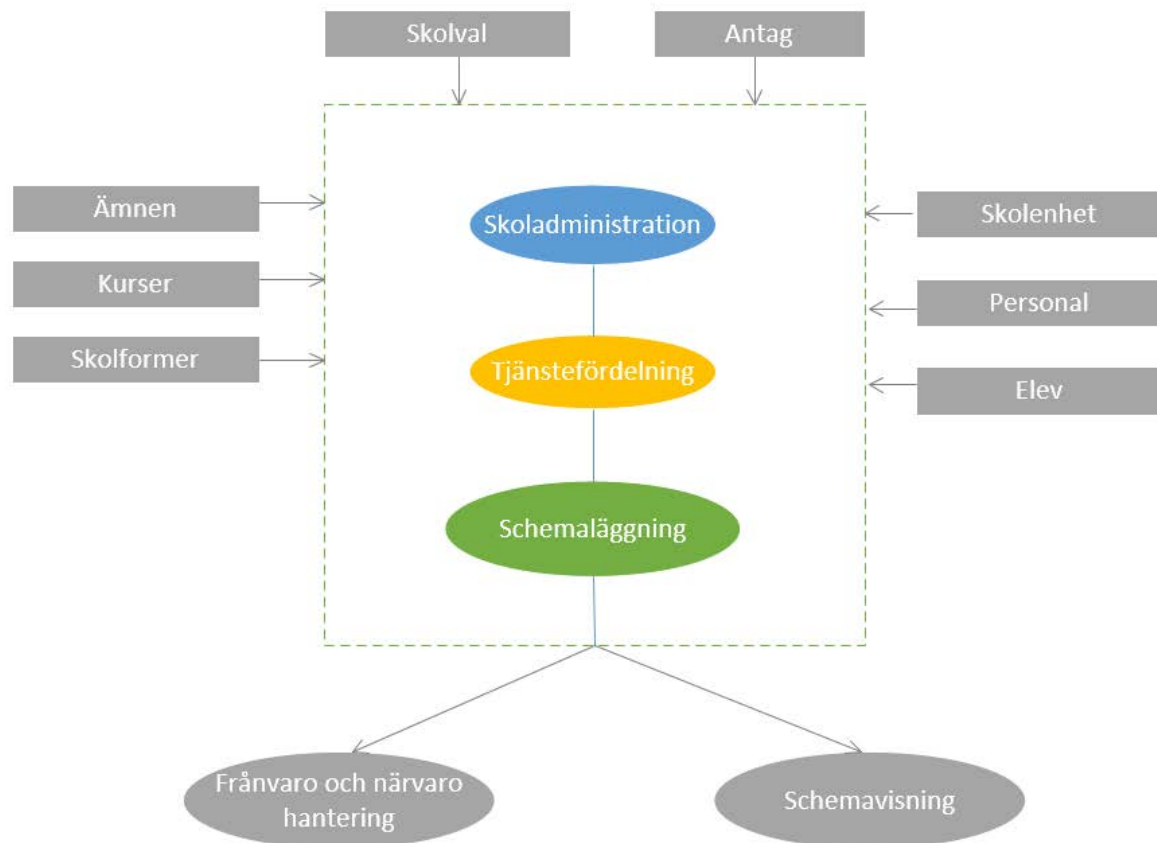 Skolval
Antag
Ämnen
Kurser
Skolformer
Skoladministration
Tjänstefördelning
Schemaläggning
Skolenhet
Personal
Elev
Frånvaro och närvaro
hantering
Schemavisning